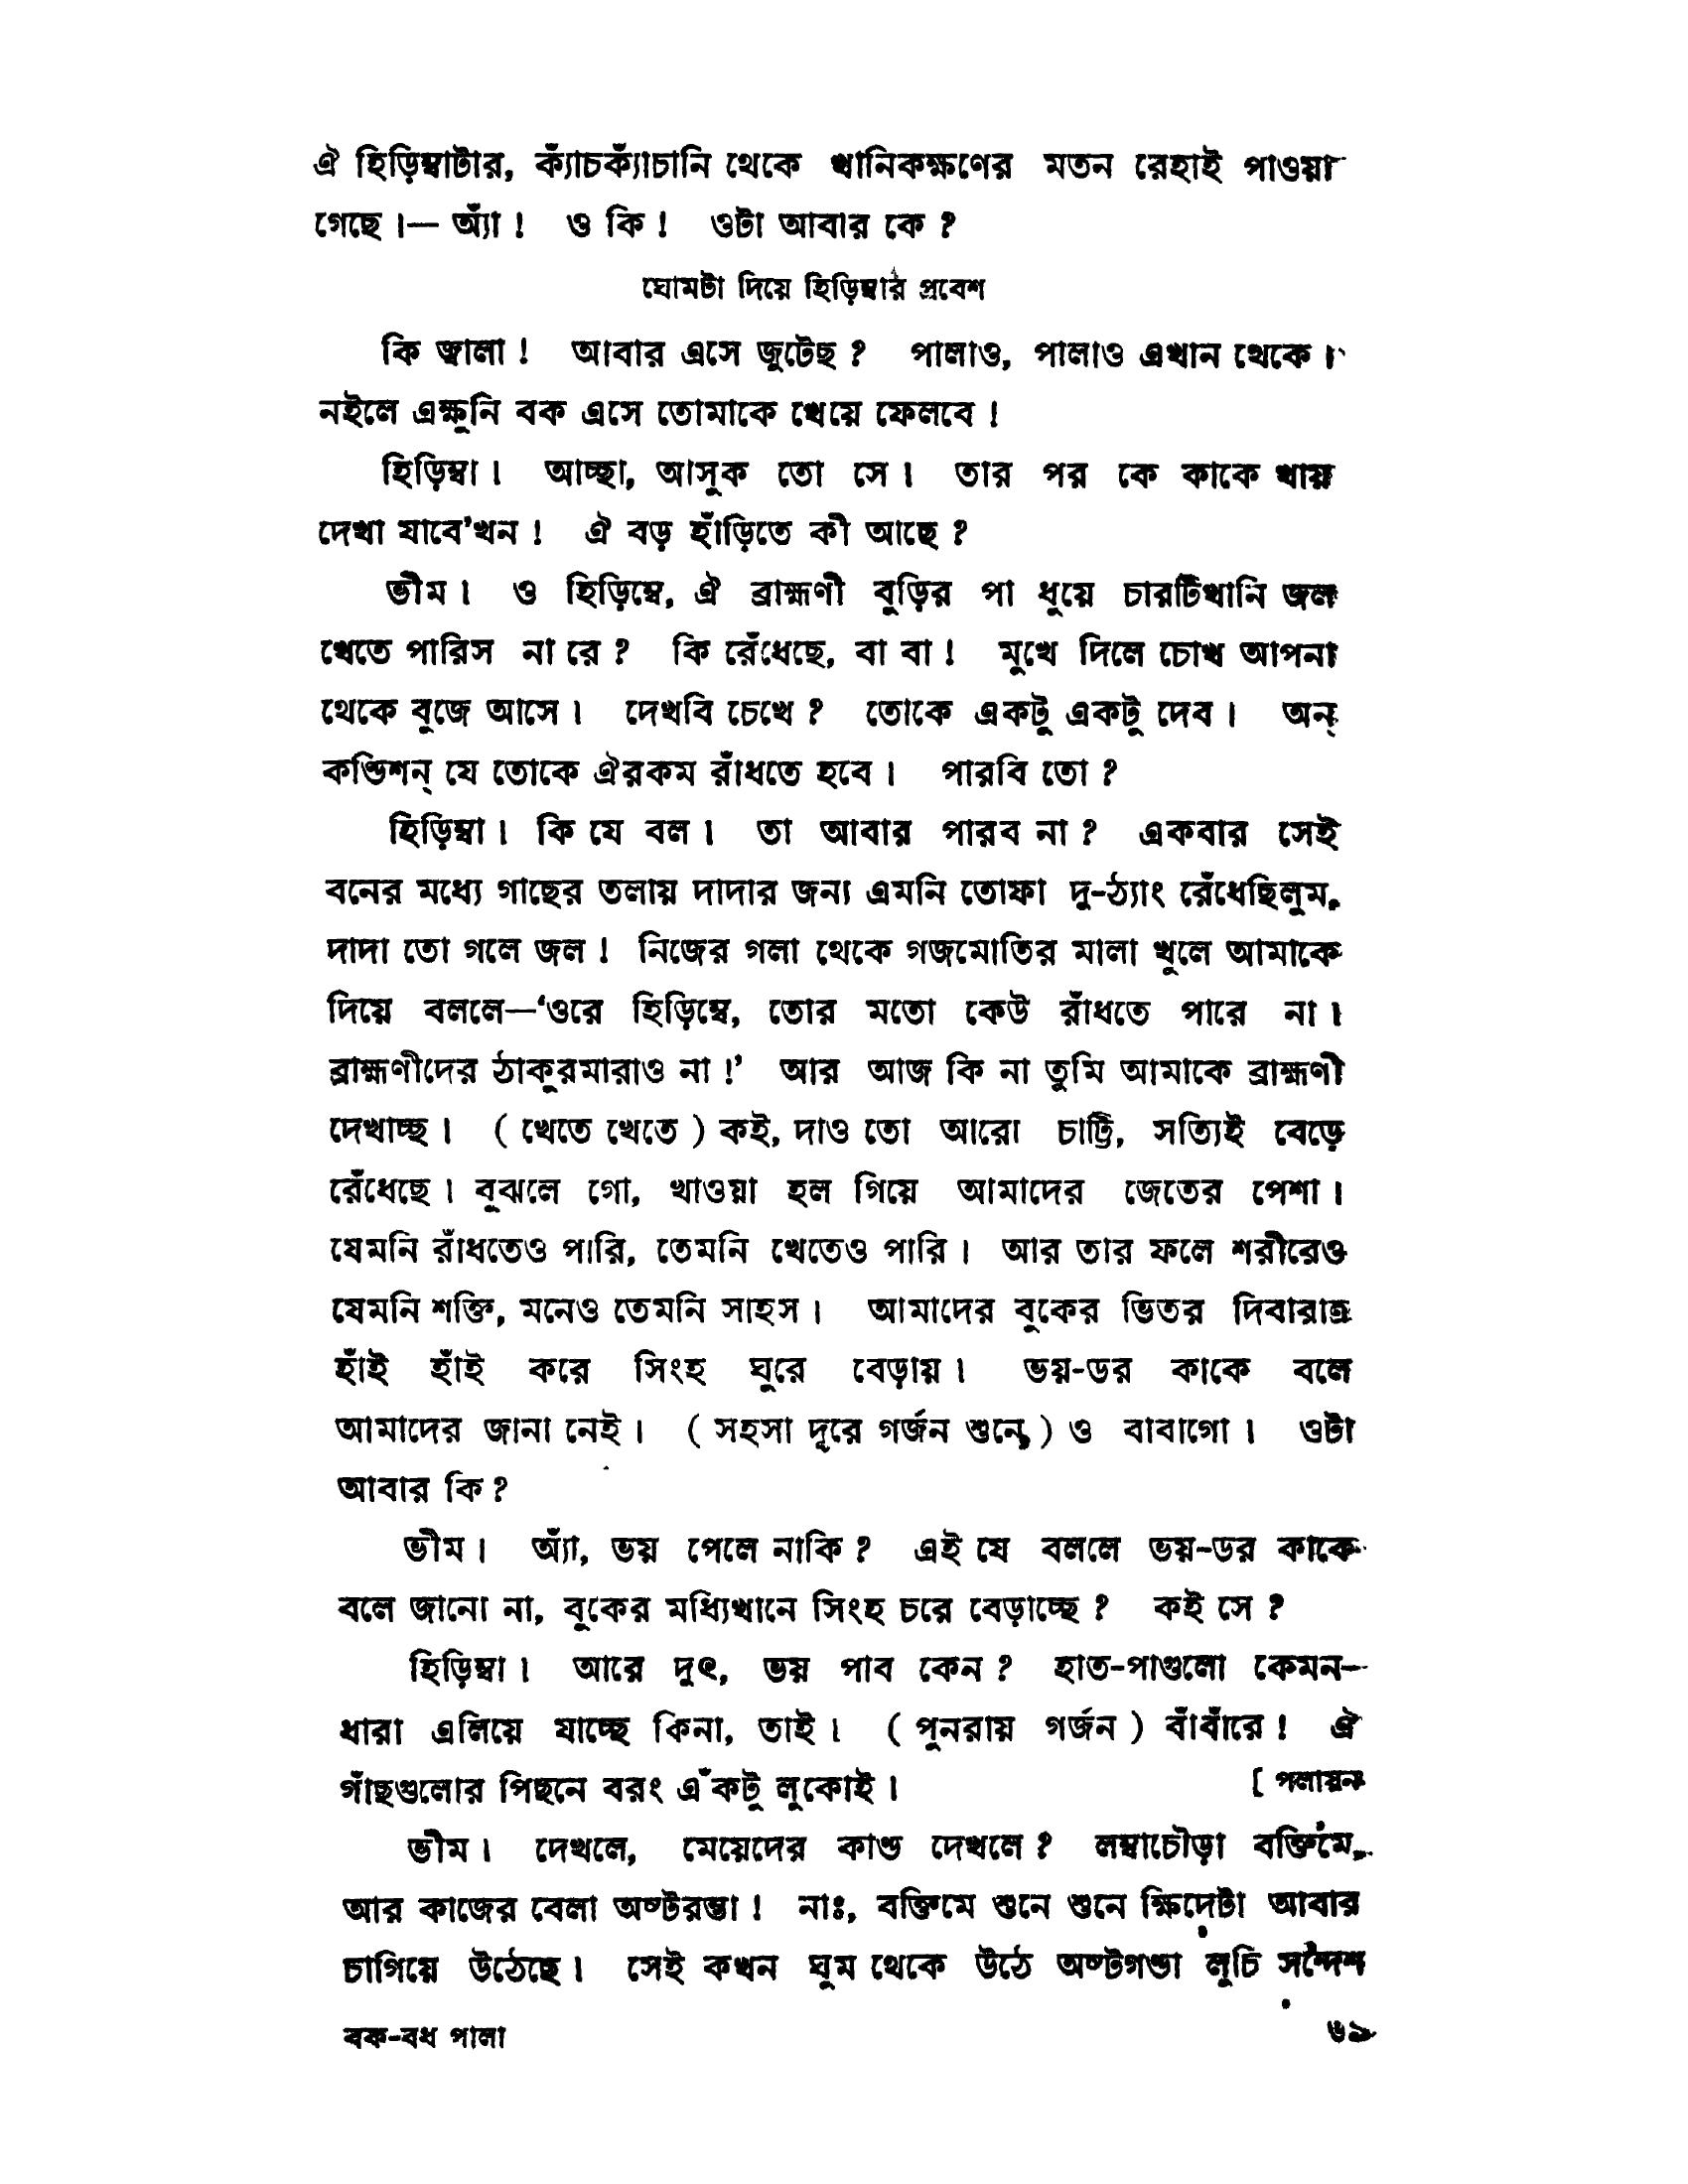 ঐ হিড়িম্বাটার, ক্যাঁচক্যাঁচানি থেকে খানিকক্ষণের মতন রেহাই পাওয়া
গেছে।— অ্যাঁ! ও কি! ওটা আবার কে?
ঘোমটা দিয়ে হিড়িম্বার প্রবেশ
কি জ্বালা! আবার এসে জুটেছ? পালাও, পালাও এখান থেকে।
নইলে এক্ষুনি বক এসে তোমাকে খেয়ে ফেলবে!
হিড়িম্বা। আচ্ছা, আসুক তো সে। তার পর কে কাকে খায়
দেখা যাবে'খন! ঐ বড় হাঁড়িতে কী আছে?
ভীম। ও হিড়িম্বে, ঐ ব্রাহ্মণী বুড়ির পা ধুয়ে চারটিখানি জল
খেতে পারিস না রে? কি রেঁধেছে, বা বা! মুখে দিলে চোখ আপনা
থেকে বুজে আসে। দেখবি চেখে? তোকে একটু একটু দেব। অন্
কণ্ডিশন্ যে তোকে ঐরকম রাঁধতে হবে। পারবি তো?
হিড়িম্বা। কি যে বল। তা আবার পারব না? একবার সেই
বনের মধ্যে গাছের তলায় দাদার জন্য এমনি তোফা দু-ঠ্যাং রেঁধেছিলুম,
দাদা তো গলে জল! নিজের গলা থেকে গজমোতির মালা খুলে আমাকে
দিয়ে বললে—'ওরে হিড়িম্বে, তোর মতো কেউ রাঁধতে পারে না।
ব্রাহ্মণীদের ঠাকুরমারাও না!' আর আজ কি না তুমি আমাকে ব্রাহ্মণী
দেখাচ্ছ। (খেতে খেতে) কই, দাও তো আরো চাট্টি, সত্যিই বেড়ে
রেঁধেছে। বুঝলে গো, খাওয়া হল গিয়ে আমাদের জেতের পেশা।
যেমনি রাঁধতেও পারি, তেমনি খেতেও পারি। আর তার ফলে শরীরেও
যেমনি শক্তি, মনেও তেমনি সাহস। আমাদের বুকের ভিতর দিবারাত্র
হাঁই হাঁই করে সিংহ ঘুরে বেড়ায়। ভয়-ডর কাকে বলে
আমাদের জানা নেই। (সহসা দূরে গর্জন শুনে) ও বাবাগো। ওটা
আবার কি?
ভীম। অ্যাঁ, ভয় পেলে নাকি? এই যে বললে ভয়-ডর কাকে
বলে জানো না, বুকের মধ্যিখানে সিংহ চরে বেড়াচ্ছে? কই সে?
হিড়িম্বা। আরে দুৎ, ভয় পাব কেন? হাত-পাগুলো কেমন-
ধারা এলিয়ে যাচ্ছে কিনা, তাই। (পুনরায় গর্জন) বাঁবাঁরে! ঐ
গাঁছগুলোর পিছনে বরং এঁকটু লুকোই। [পলায়ন
ভীম। দেখলে, মেয়েদের কাণ্ড দেখলে? লম্বাচৌড়া বক্তিমে,
আর কাজের বেলা অষ্টরম্ভা! নাঃ, বক্তিমে শুনে শুনে ক্ষিদেটা আবার
চাগিয়ে উঠেছে। সেই কখন ঘুম থেকে উঠে অষ্টগণ্ডা লুচি সন্দেশ
বক-বধ পালা ৬৯